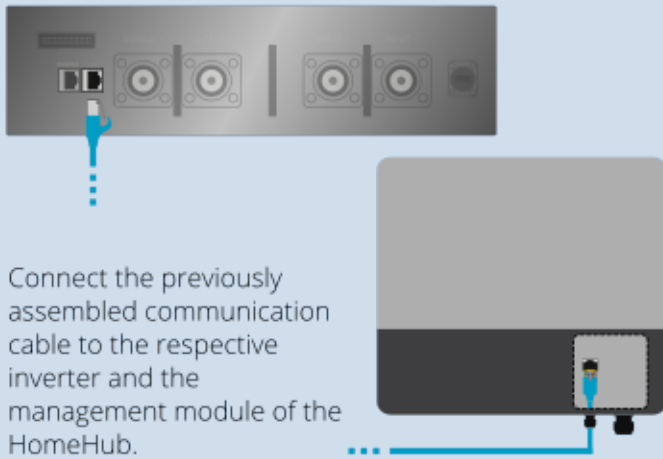 Connect the previously
assembled communication
cable to the respective
inverter and the
management module of the
HomeHub.